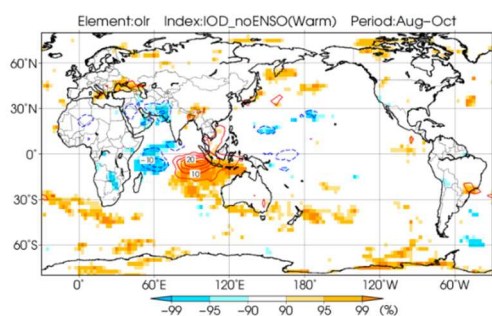 Element:olr Index:IOD_noENSO(Warm) Period:Aug-Oct
60°N
30°N
0°
30°S
60°S
-10
20
10
0° 60°E 120°E 180° 120°W 60°W
-99 -95 -90 90 95 99 (%)